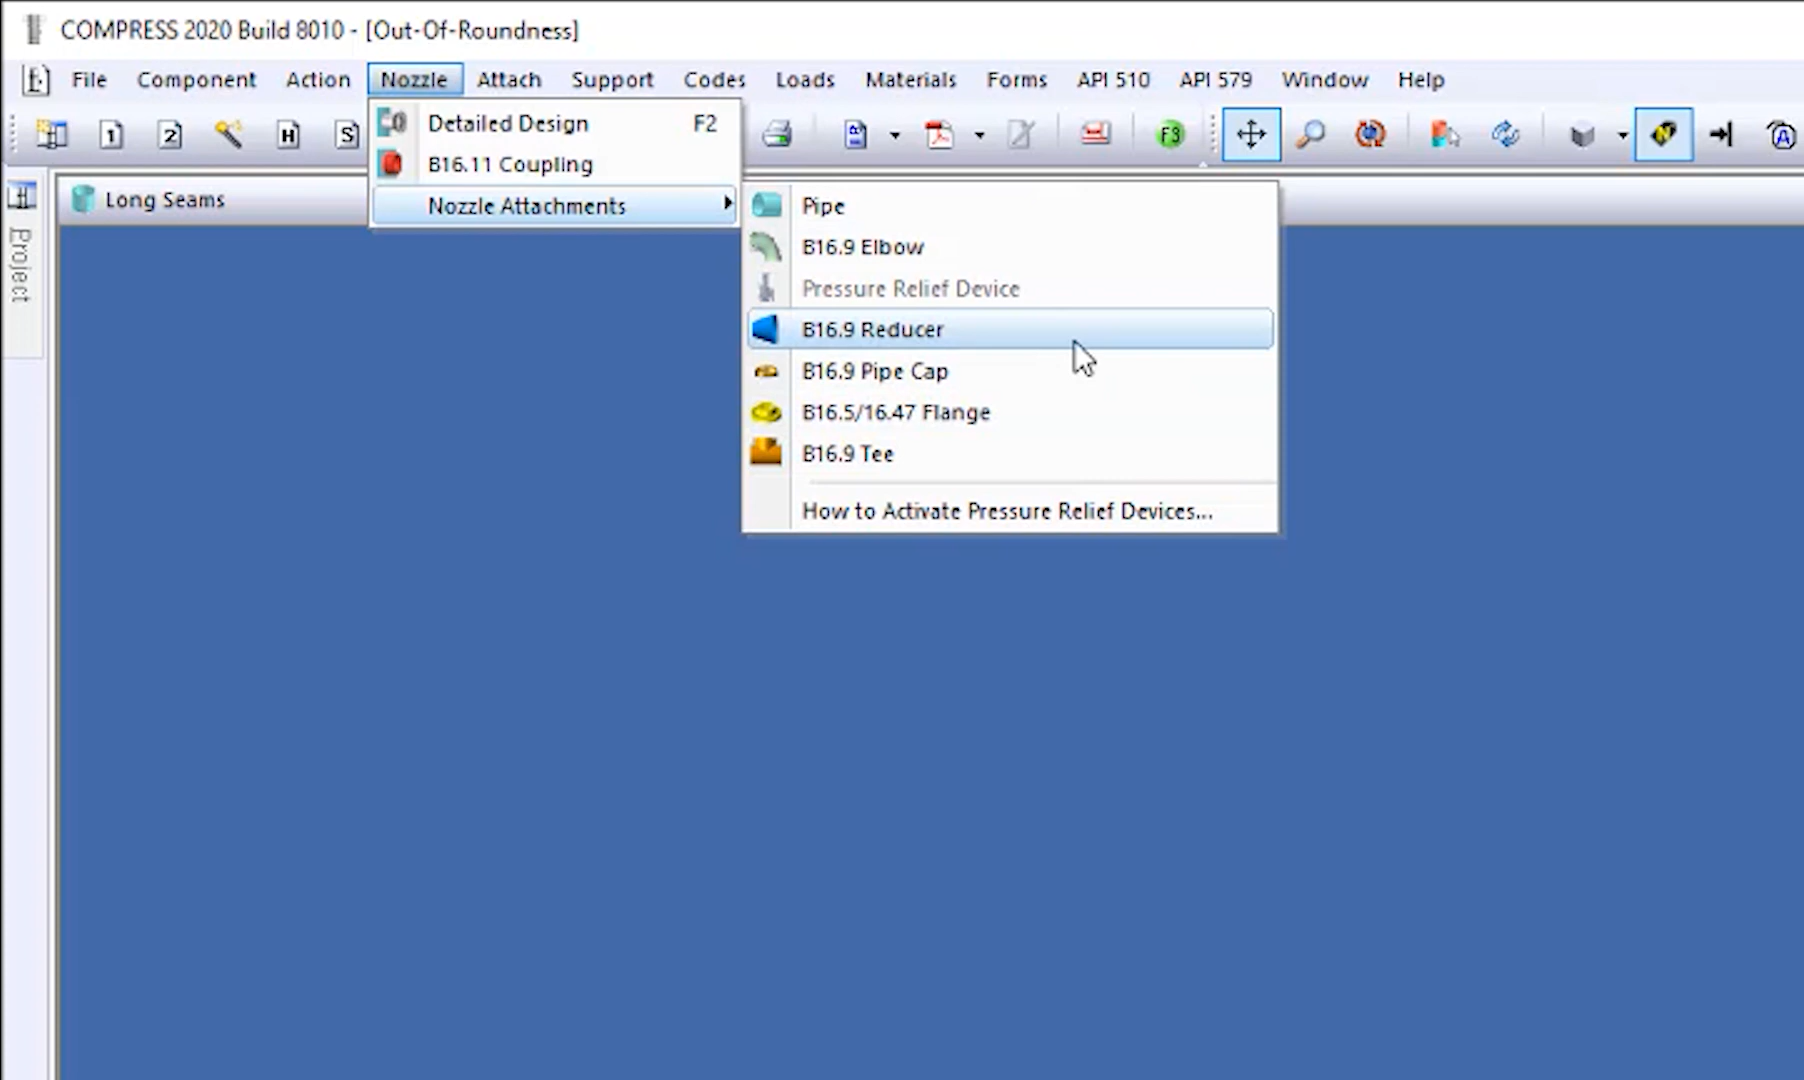 COMPRESS 2020 Build 8010 - [Out-Of-Roundness]
File Component Action Nozzle Attach Support Codes Loads Materials Forms API 510 API 579 Window Help
1 2 H S F3 A
Detailed Design F2
B16.11 Coupling
Nozzle Attachments
Long Seams
Project
Pipe
B16.9 Elbow
Pressure Relief Device
B16.9 Reducer
B16.9 Pipe Cap
B16.5/16.47 Flange
B16.9 Tee
How to Activate Pressure Relief Devices...